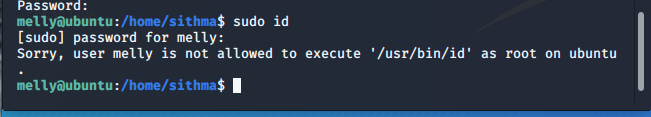 Password:
melly@ubuntu:/home/sithma$ sudo id
[sudo] password for melly:
Sorry, user melly is not allowed to execute '/usr/bin/id' as root on ubuntu
.
melly@ubuntu:/home/sithma$